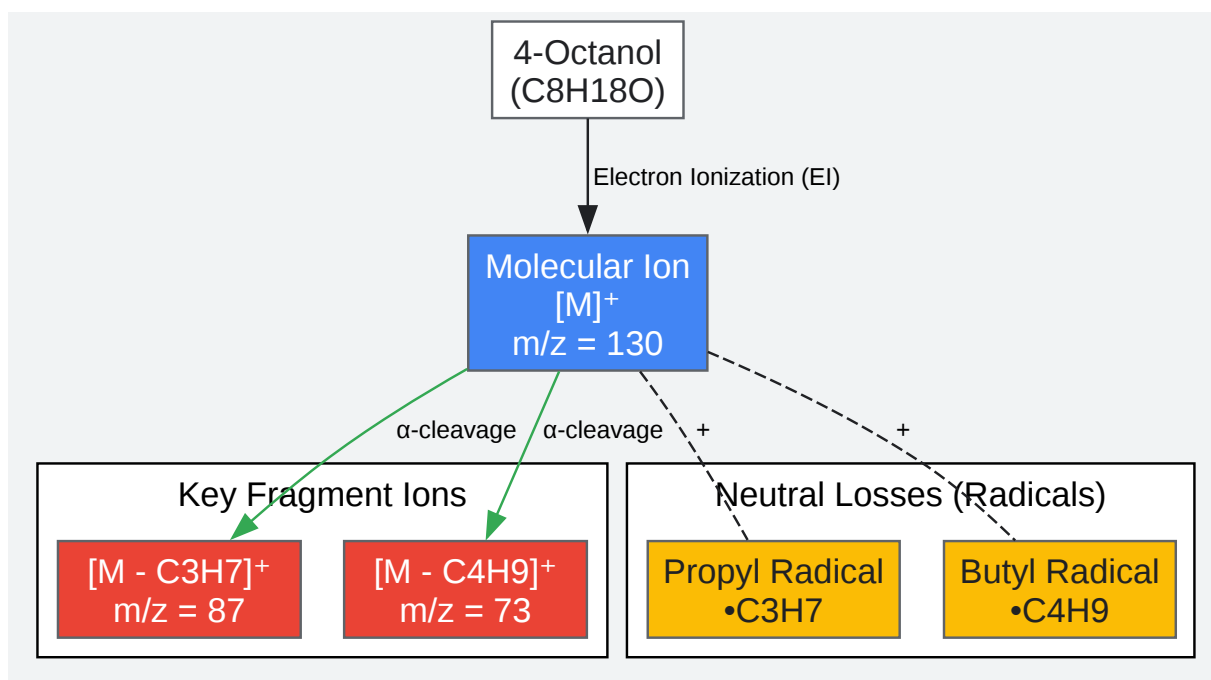 4-Octanol
(C8H18O)
Electron Ionization (EI)
Molecular Ion
[M]⁺
m/z = 130
α-cleavage
α-cleavage
+
+
Key Fragment Ions
Neutral Losses (Radicals)
[M - C3H7]⁺
m/z = 87
[M - C4H9]⁺
m/z = 73
Propyl Radical
•C3H7
Butyl Radical
•C4H9